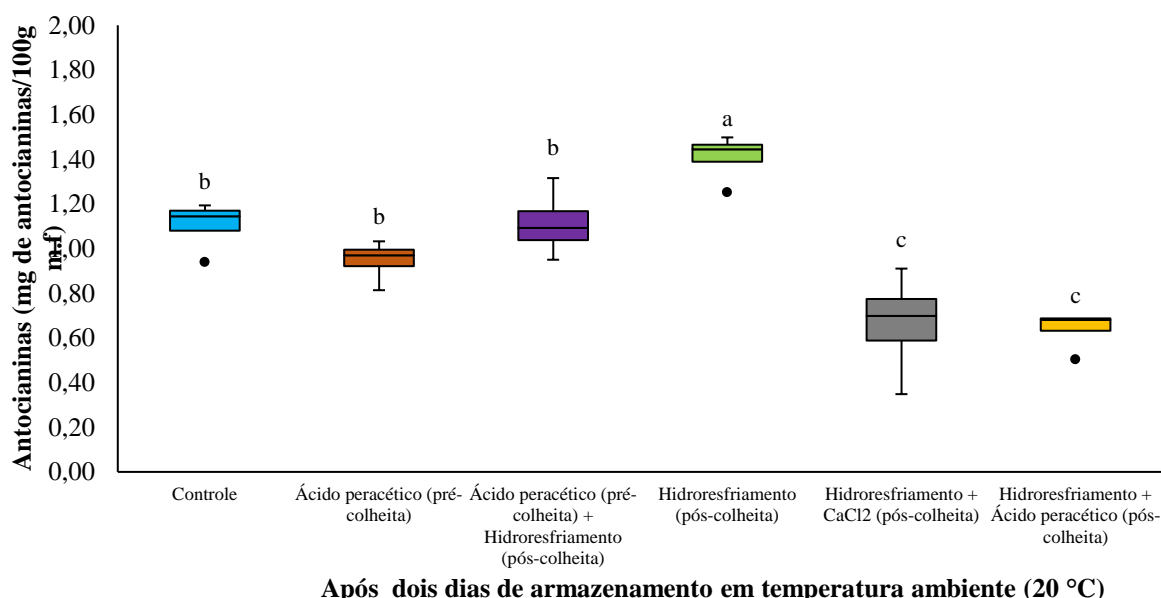 Antocianinas (mg de antocianinas/100g
m.f)
2,00
1,80
1,60
1,40
1,20
1,00
0,80
0,60
0,40
0,20
0,00
b
b
b
a
c
c
Controle
Ácido peracético (pré-
colheita)
Ácido peracético (pré-
colheita) +
Hidroresfriamento
(pós-colheita)
Hidroresfriamento
(pós-colheita)
Hidroresfriamento +
CaCl2 (pós-colheita)
Hidroresfriamento +
Ácido peracético (pós-
colheita)
Após dois dias de armazenamento em temperatura ambiente (20 °C)